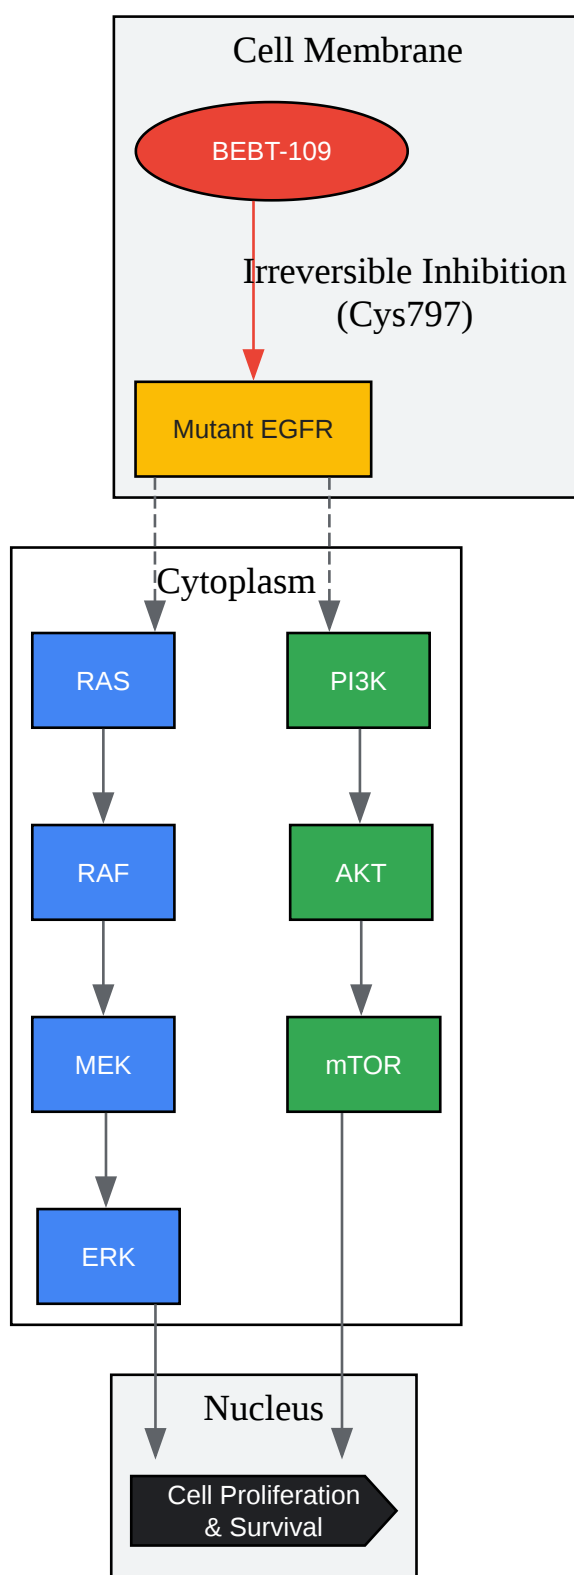 Cell Membrane
BEBT-109
Irreversible Inhibition
(Cys797)
Mutant EGFR
Cytoplasm
RAS
PI3K
RAF
AKT
MEK
mTOR
ERK
Nucleus
Cell Proliferation
& Survival